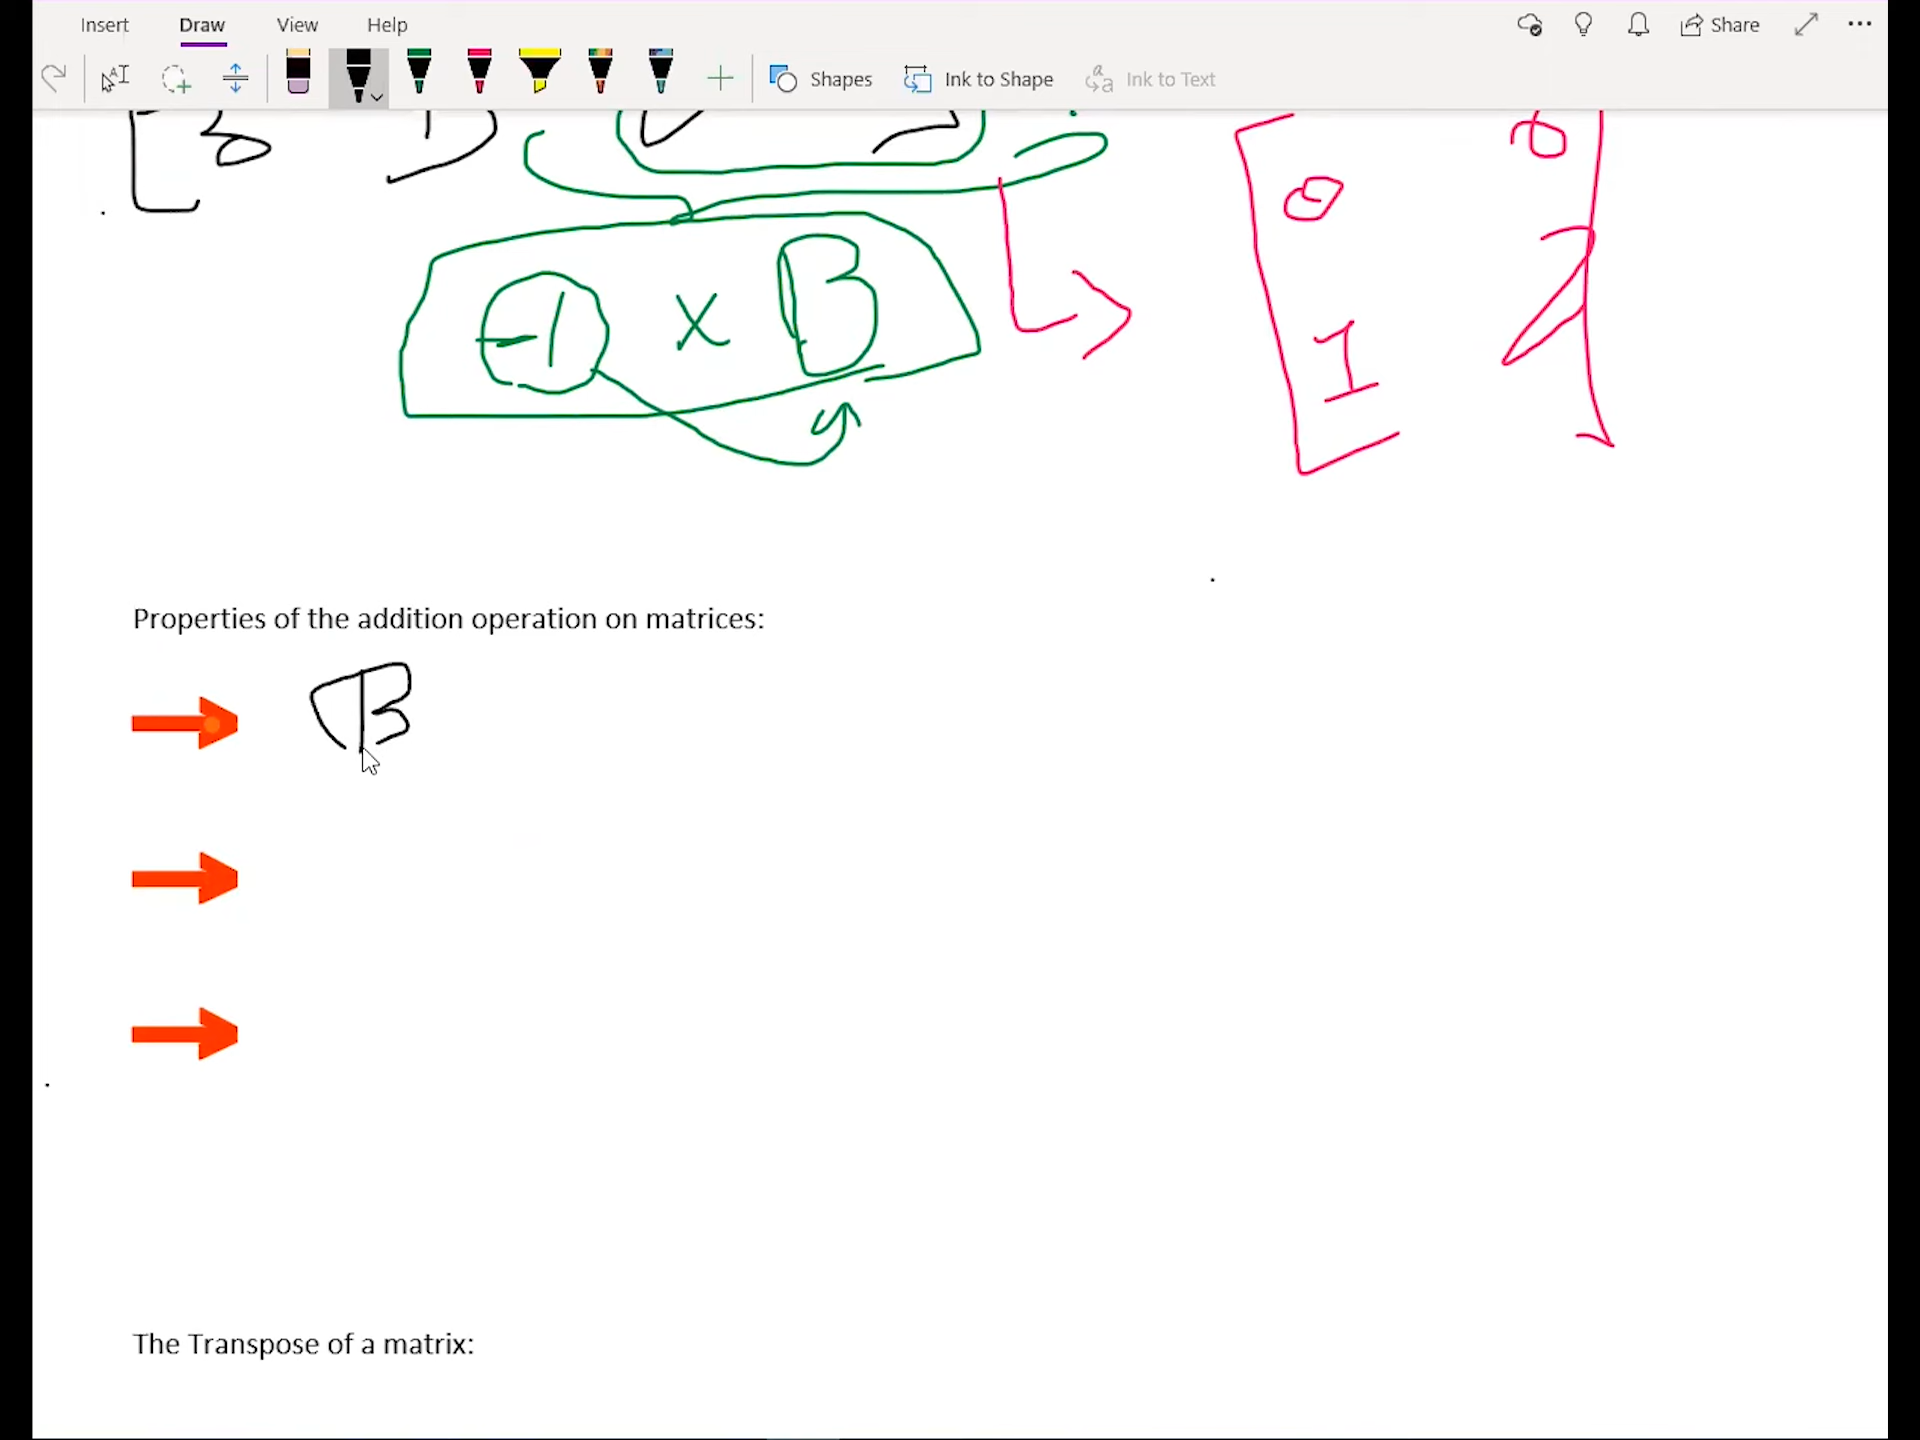 Insert Draw View Help Share
Shapes Ink to Shape Ink to Text
-1 x B
0
1
Properties of the addition operation on matrices:
B
The Transpose of a matrix: